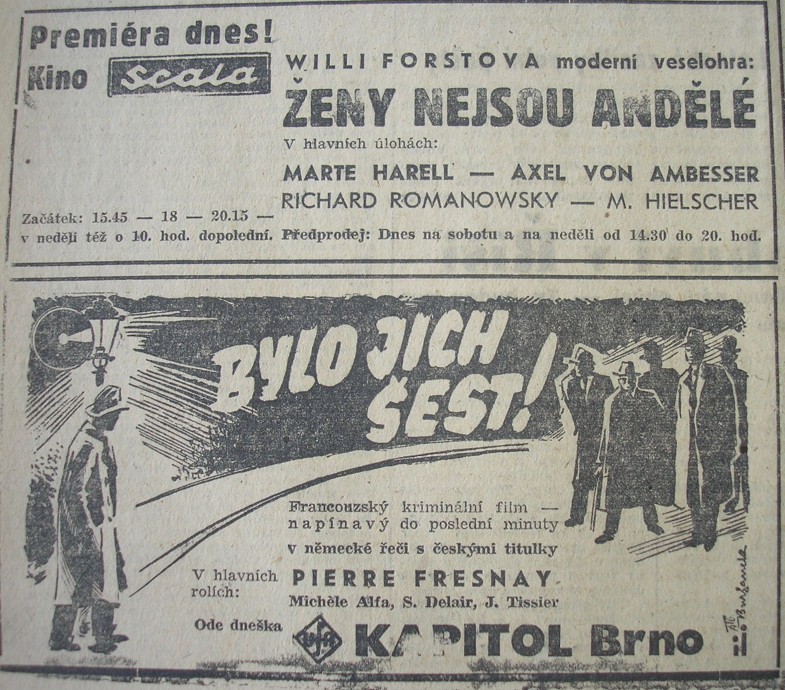 Premiéra dnes!
Kino Scala
WILLI FORSTOVA moderní veselohra:
ŽENY NEJSOU ANDĚLÉ
V hlavních úlohách:
MARTE HARELL — AXEL VON AMBESSER
RICHARD ROMANOWSKY — M. HIELSCHER
Začátek: 15.45 — 18 — 20.15 —
v neděli též o 10. hod. dopolední. Předprodej: Dnes na sobotu a na neděli od 14.30 do 20. hod.
BYLO JICH
ŠEST!
Francouzský kriminální film —
napínavý do poslední minuty
v německé řeči s českými titulky
V hlavních
rolích:
PIERRE FRESNAY
Michèle Alfa, S. Delair, J. Tissier
Ode dneška
Ufa KAPITOL Brno